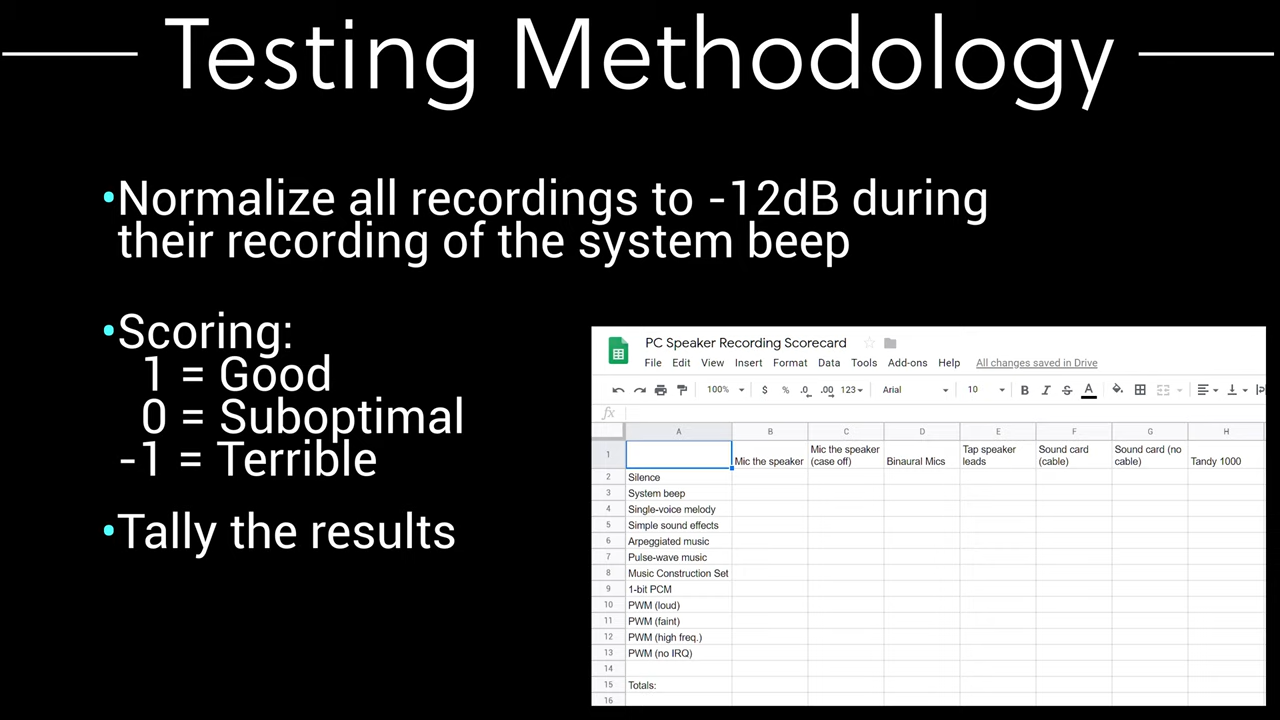 Testing Methodology
•Normalize all recordings to -12dB during
their recording of the system beep
•Scoring:
1 = Good
0 = Suboptimal
-1 = Terrible
•Tally the results
PC Speaker Recording Scorecard
File Edit View Insert Format Data Tools Add-ons Help All changes saved in Drive
100% $ % .0 .00 123 Arial 10 B I S A
fx
A B C D E F G H
1 Mic the speaker Mic the speaker (case off) Binaural Mics Tap speaker leads Sound card (cable) Sound card (no cable) Tandy 1000
2 Silence
3 System beep
4 Single-voice melody
5 Simple sound effects
6 Arpeggiated music
7 Pulse-wave music
8 Music Construction Set
9 1-bit PCM
10 PWM (loud)
11 PWM (faint)
12 PWM (high freq.)
13 PWM (no IRQ)
14
15 Totals:
16